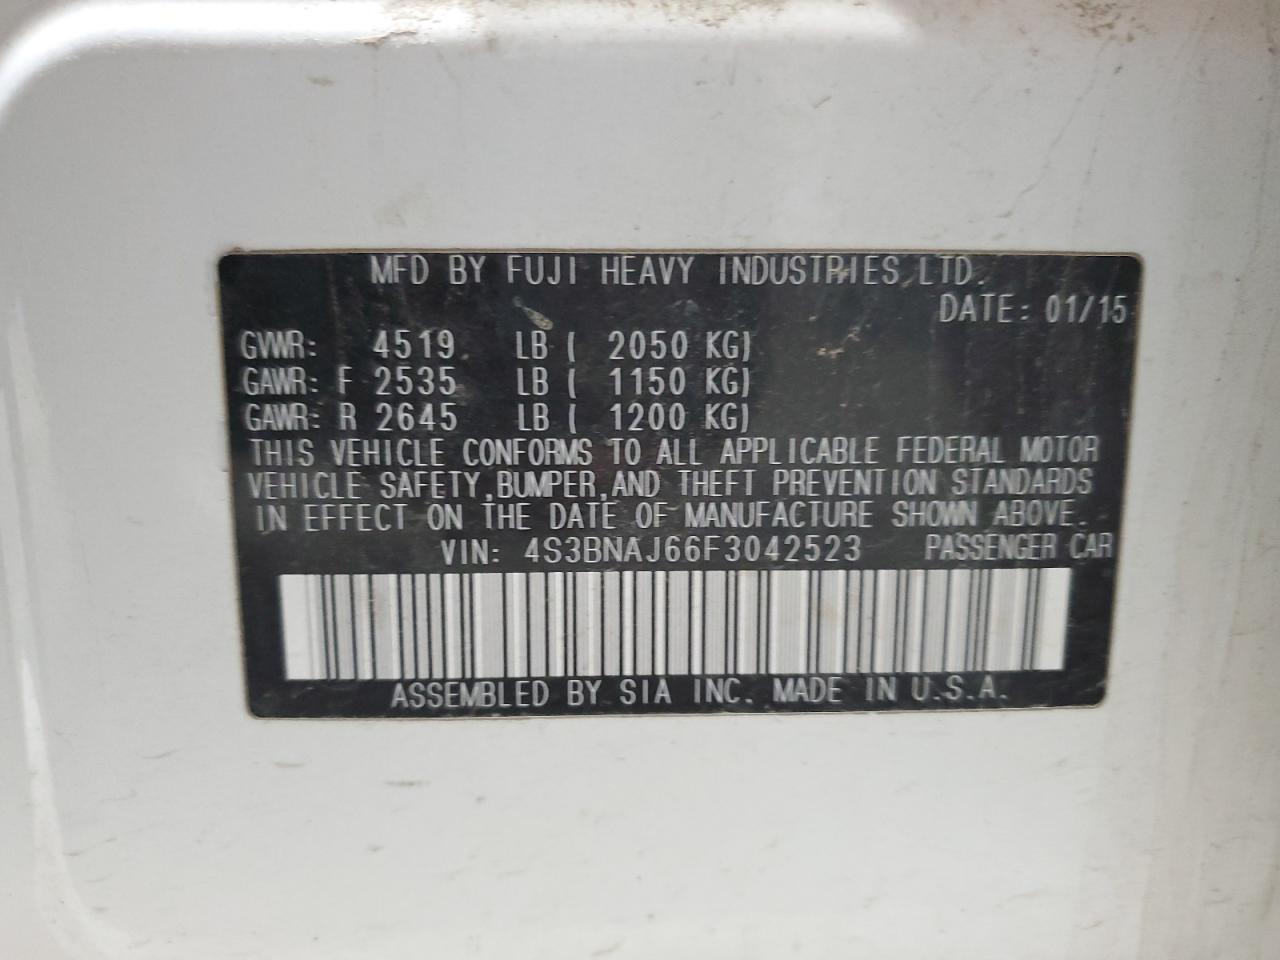 MFD BY FUJI HEAVY INDUSTRIES LTD.
DATE: 01/15
GVWR: 4519 LB ( 2050 KG)
GAWR: F 2535 LB ( 1150 KG)
GAWR: R 2645 LB ( 1200 KG)
THIS VEHICLE CONFORMS TO ALL APPLICABLE FEDERAL MOTOR
VEHICLE SAFETY, BUMPER, AND THEFT PREVENTION STANDARDS
IN EFFECT ON THE DATE OF MANUFACTURE SHOWN ABOVE.
VIN: 4S3BNAJ66F3042523 PASSENGER CAR
ASSEMBLED BY SIA INC. MADE IN U.S.A.